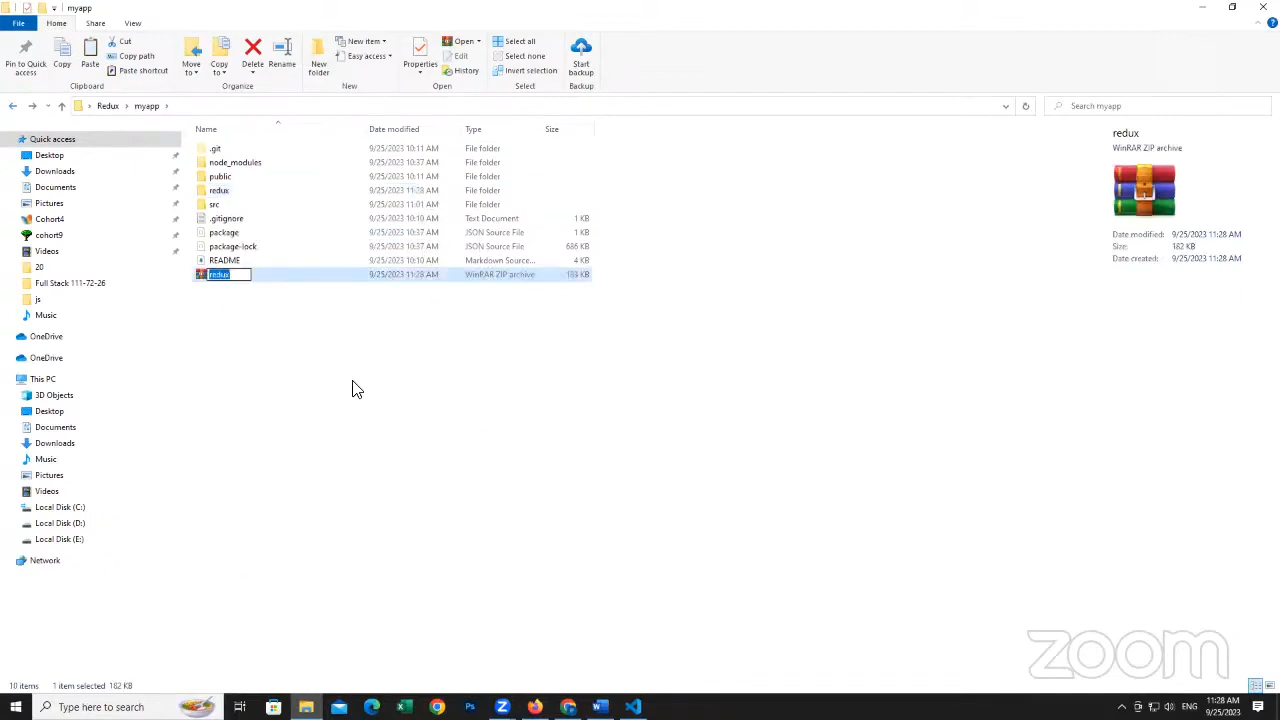 myapp
File Home Share View
Pin to Quick access
Copy
Paste
Cut
Copy path
Paste shortcut
Clipboard
Move to
Copy to
Delete
Rename
Organize
New folder
New item
Easy access
New
Properties
Open
Edit
History
Open
Select all
Select none
Invert selection
Select
Start backup
Backup
Redux myapp
Search myapp
Name Date modified Type Size
.git 9/25/2023 10:11 AM File folder
node_modules 9/25/2023 10:37 AM File folder
public 9/25/2023 10:11 AM File folder
redux 9/25/2023 11:28 AM File folder
src 9/25/2023 11:01 AM File folder
.gitignore 9/25/2023 10:10 AM Text Document 1 KB
package 9/25/2023 10:37 AM JSON Source File 1 KB
package-lock 9/25/2023 10:37 AM JSON Source File 686 KB
README 9/25/2023 10:10 AM Markdown Source... 4 KB
redux 9/25/2023 11:28 AM WinRAR ZIP archive 183 KB
Quick access
Desktop
Downloads
Documents
Pictures
Cohort4
cohort9
Videos
20
Full Stack 111-72-26
js
Music
OneDrive
OneDrive
This PC
3D Objects
Desktop
Documents
Downloads
Music
Pictures
Videos
Local Disk (C:)
Local Disk (D:)
Local Disk (E:)
Network
redux
WinRAR ZIP archive
Date modified: 9/25/2023 11:28 AM
Size: 182 KB
Date created: 9/25/2023 11:28 AM
zoom
10 items 1 item selected 182 KB
Type here to search
ENG
11:28 AM
9/25/2023